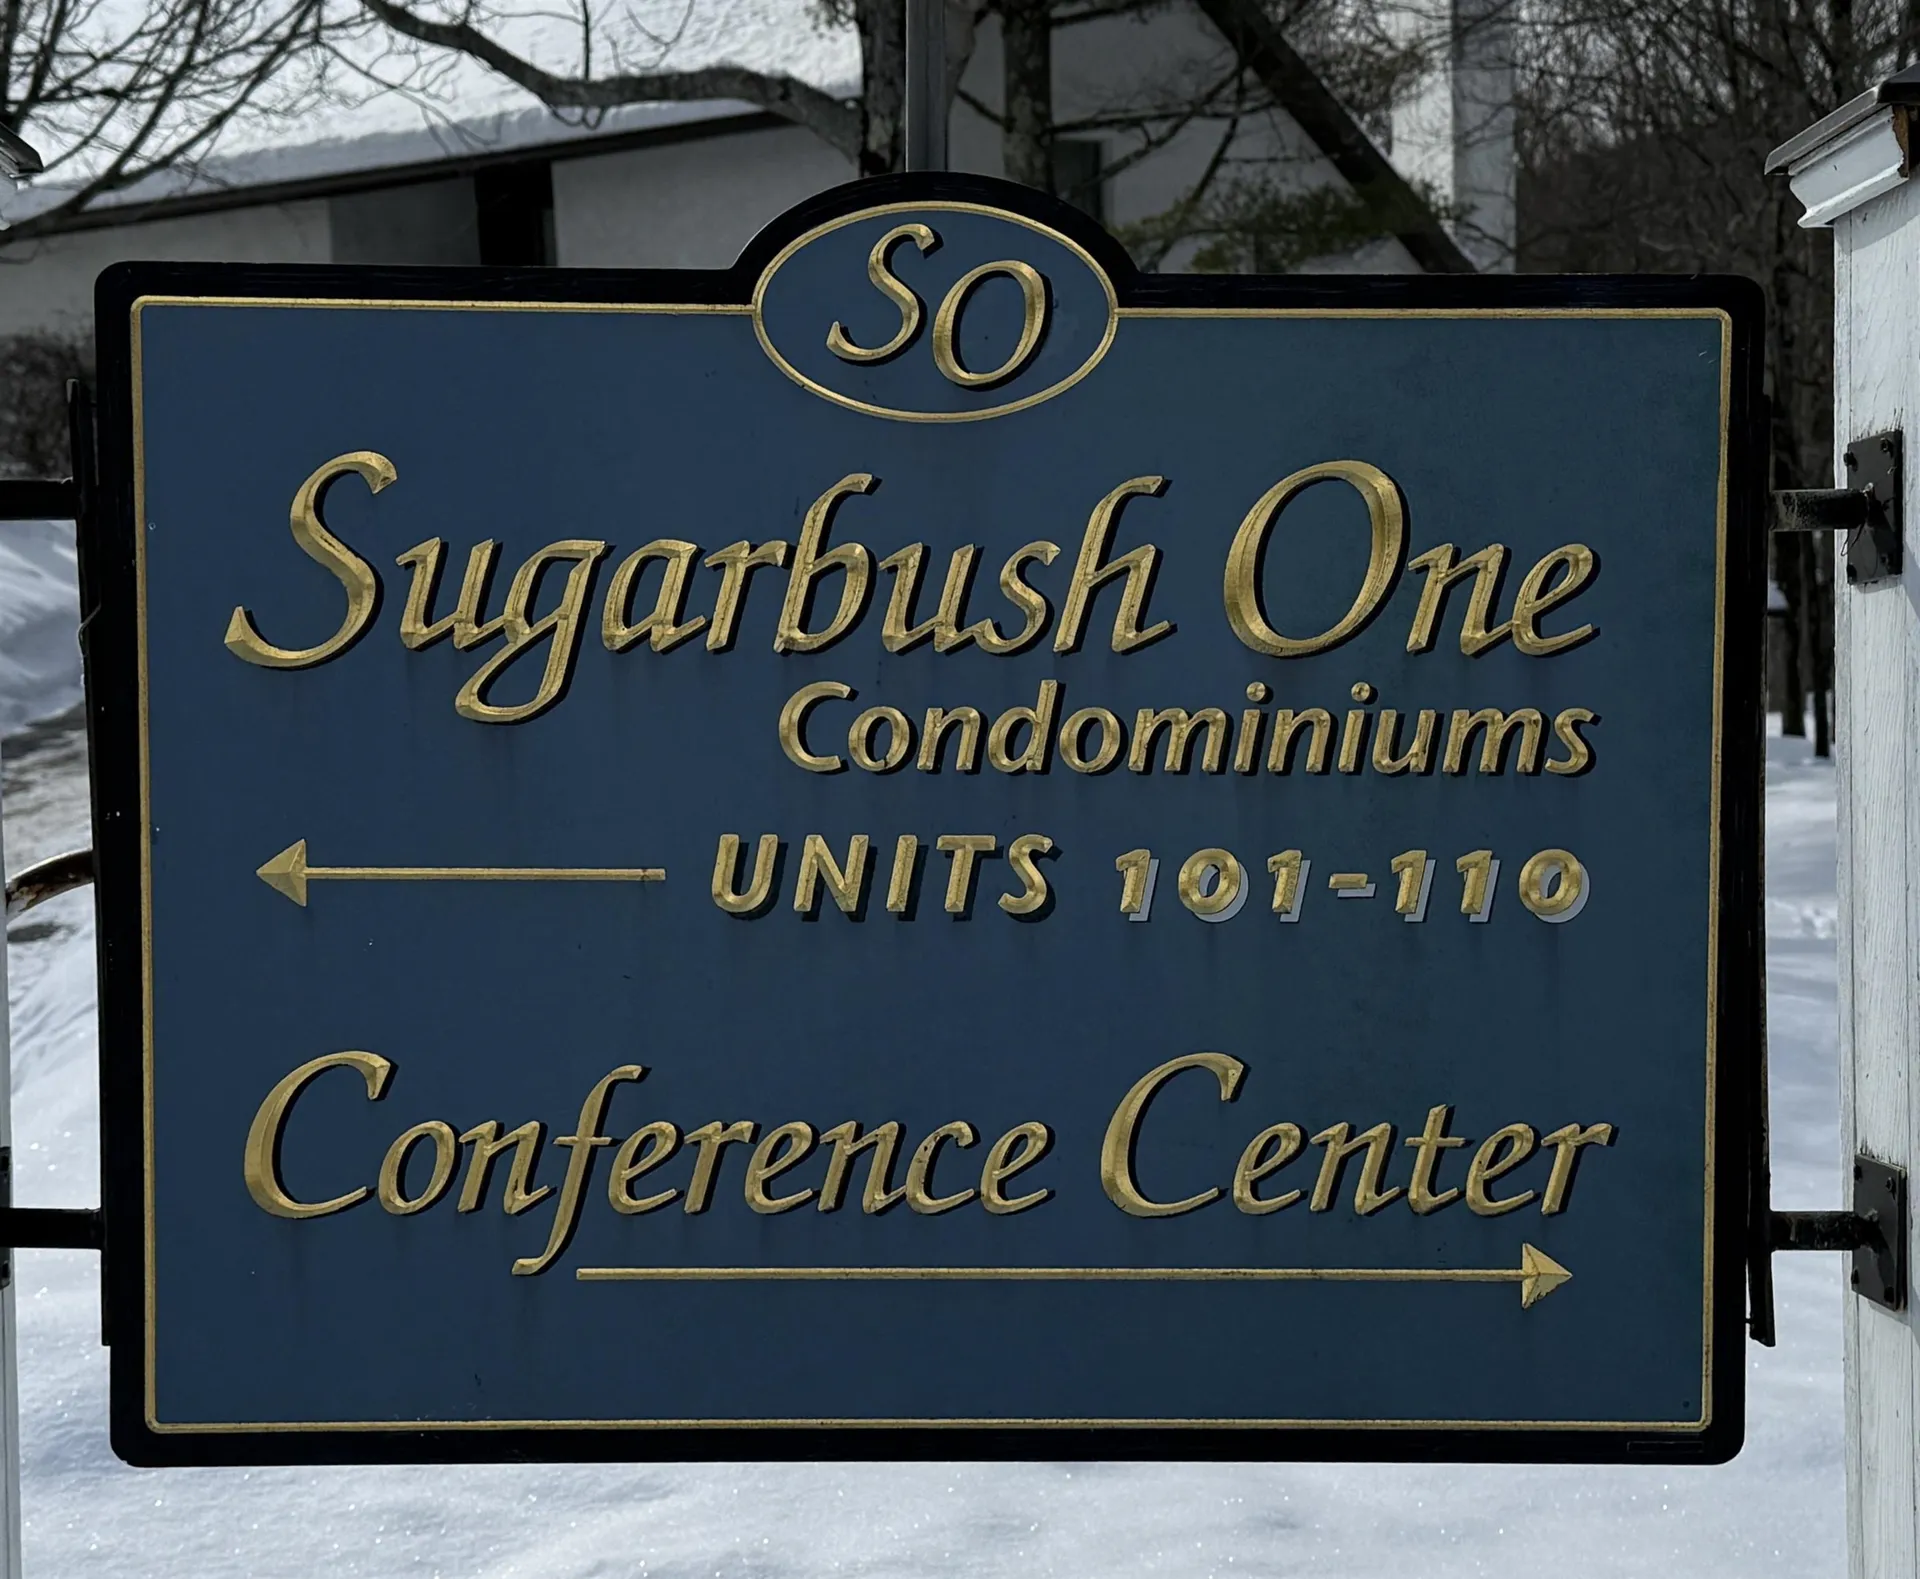 SO
Sugarbush One
Condominiums
UNITS 101-110
Conference Center